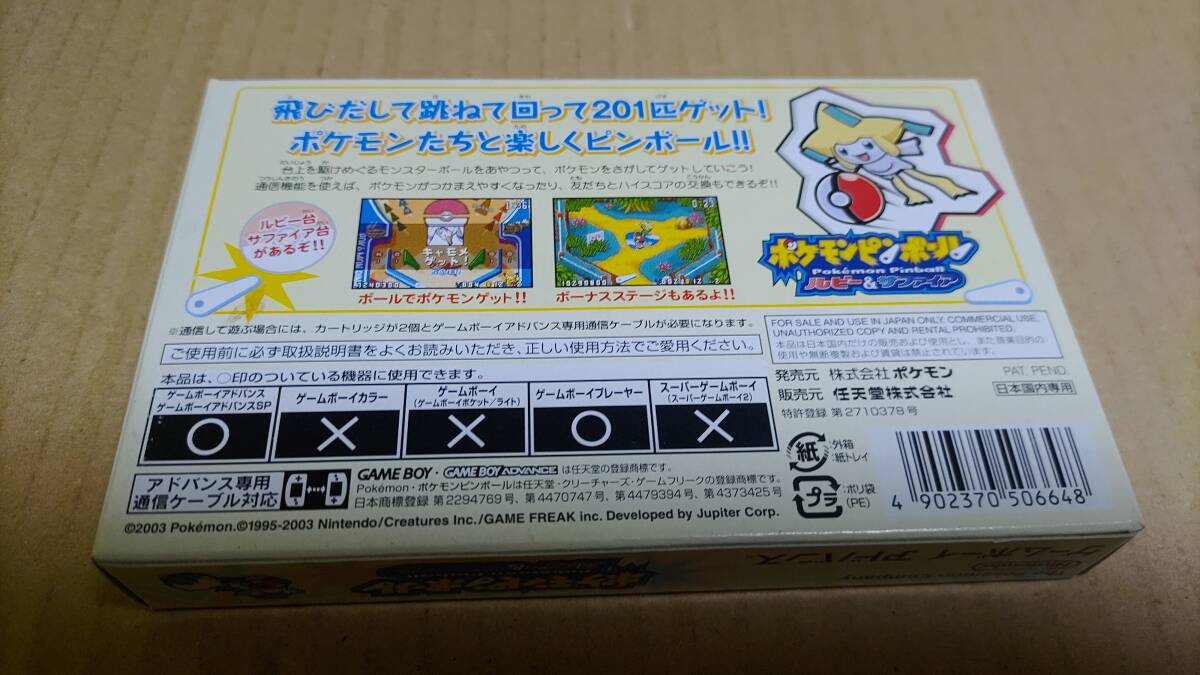 飛びだして跳ねて回って201匹ゲット!
ポケモンたちと楽しくピンボール!!
台上を駆けめぐるモンスターボールをあやつって、ポケモンをさがしてゲットしていこう!
通信機能を使えば、ポケモンがつかまえやすくなったり、友だちとハイスコアの交換もできるぞ!!
ルビー台
サファイア台
があるぞ!!
キャモメ
ゲット!
0:23
ボールでポケモンゲット!!
ボーナスステージもあるよ!!
ポケモンピンボール
Pokémon Pinball
ルビー&サファイア
※通信して遊ぶ場合には、カートリッジが2個とゲームボーイアドバンス専用通信ケーブルが必要になります。
ご使用前に必ず取扱説明書をよくお読みいただき、正しい使用方法でご愛用ください。
本品は、○印のついている機器に使用できます。
ゲームボーイアドバンス
ゲームボーイアドバンスSP
○
ゲームボーイカラー
×
ゲームボーイ
(ゲームボーイポケット/ライト)
×
ゲームボーイプレーヤー
○
スーパーゲームボーイ
(スーパーゲームボーイ2)
×
FOR SALE AND USE IN JAPAN ONLY. COMMERCIAL USE,
UNAUTHORIZED COPY AND RENTAL PROHIBITED.
本品は日本国内だけの販売および使用とし、また商業目的の
使用や無断複製および賃貸は禁止されています。
PAT. PEND.
発売元 株式会社ポケモン
販売元 任天堂株式会社
日本国内専用
特許登録 第2710378号
アドバンス専用
通信ケーブル対応
GAME BOY・GAME BOY ADVANCE は任天堂の登録商標です。
Pokémon・ポケモンピンボールは任天堂・クリーチャーズ・ゲームフリークの登録商標です。
日本商標登録 第2294769号、第4470747号、第4479394号、第4373425号
©2003 Pokémon.©1995-2003 Nintendo/Creatures Inc./GAME FREAK inc. Developed by Jupiter Corp.
紙
:外箱
:紙トレイ
プラ
:ポリ袋
(PE)
4 902370 506648
ポケモンピンボール
ゲームボーイアドバンス